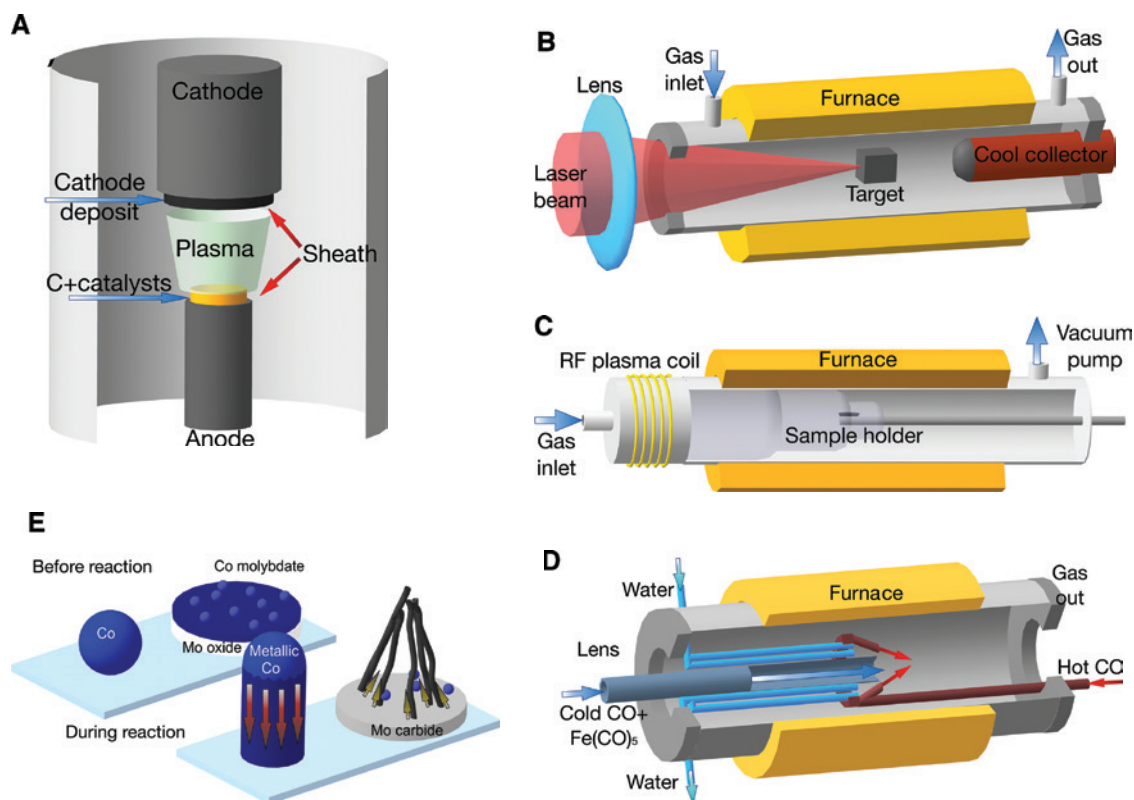 A
Cathode
Cathode
deposit
Plasma
Sheath
C+catalysts
Anode
B
Gas
inlet
Gas
out
Lens
Furnace
Laser
beam
Target
Cool collector
C
RF plasma coil
Furnace
Vacuum
pump
Gas
inlet
Sample holder
E
Before reaction
Co molybdate
Co
Mo oxide
Metallic
Co
During reaction
Mo carbide
D
Water
Furnace
Gas
out
Lens
Hot CO
Cold CO+
Fe(CO)₅
Water